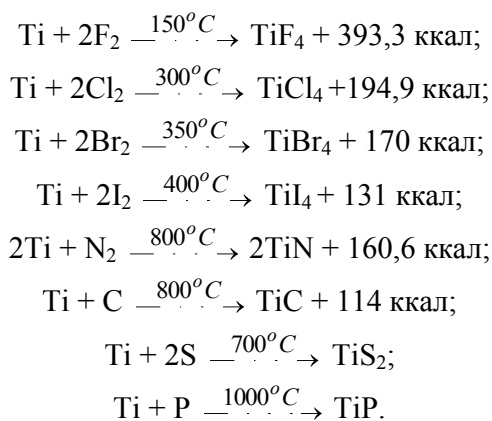 Ti + 2F₂ —150°C→ TiF₄ + 393,3 ккал;
Ti + 2Cl₂ —300°C→ TiCl₄ +194,9 ккал;
Ti + 2Br₂ —350°C→ TiBr₄ + 170 ккал;
Ti + 2I₂ —400°C→ TiI₄ + 131 ккал;
2Ti + N₂ —800°C→ 2TiN + 160,6 ккал;
Ti + C —800°C→ TiC + 114 ккал;
Ti + 2S —700°C→ TiS₂;
Ti + P —1000°C→ TiP.